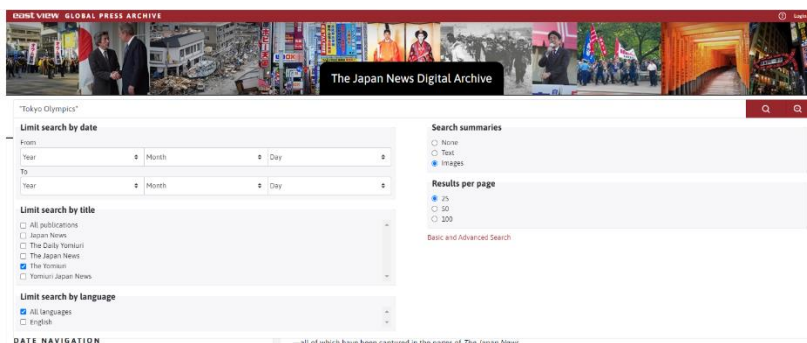 east view GLOBAL PRESS ARCHIVE
Login
The Japan News Digital Archive
"Tokyo Olympics"
Limit search by date
From
Year Month Day
To
Year Month Day
Limit search by title
All publications
Japan News
The Daily Yomiuri
The Japan News
The Yomiuri
Yomiuri Japan News
Limit search by language
All languages
English
Search summaries
None
Text
Images
Results per page
25
50
100
Basic and Advanced Search
DATE NAVIGATION
—all of which have been captured in the pages of The Japan News